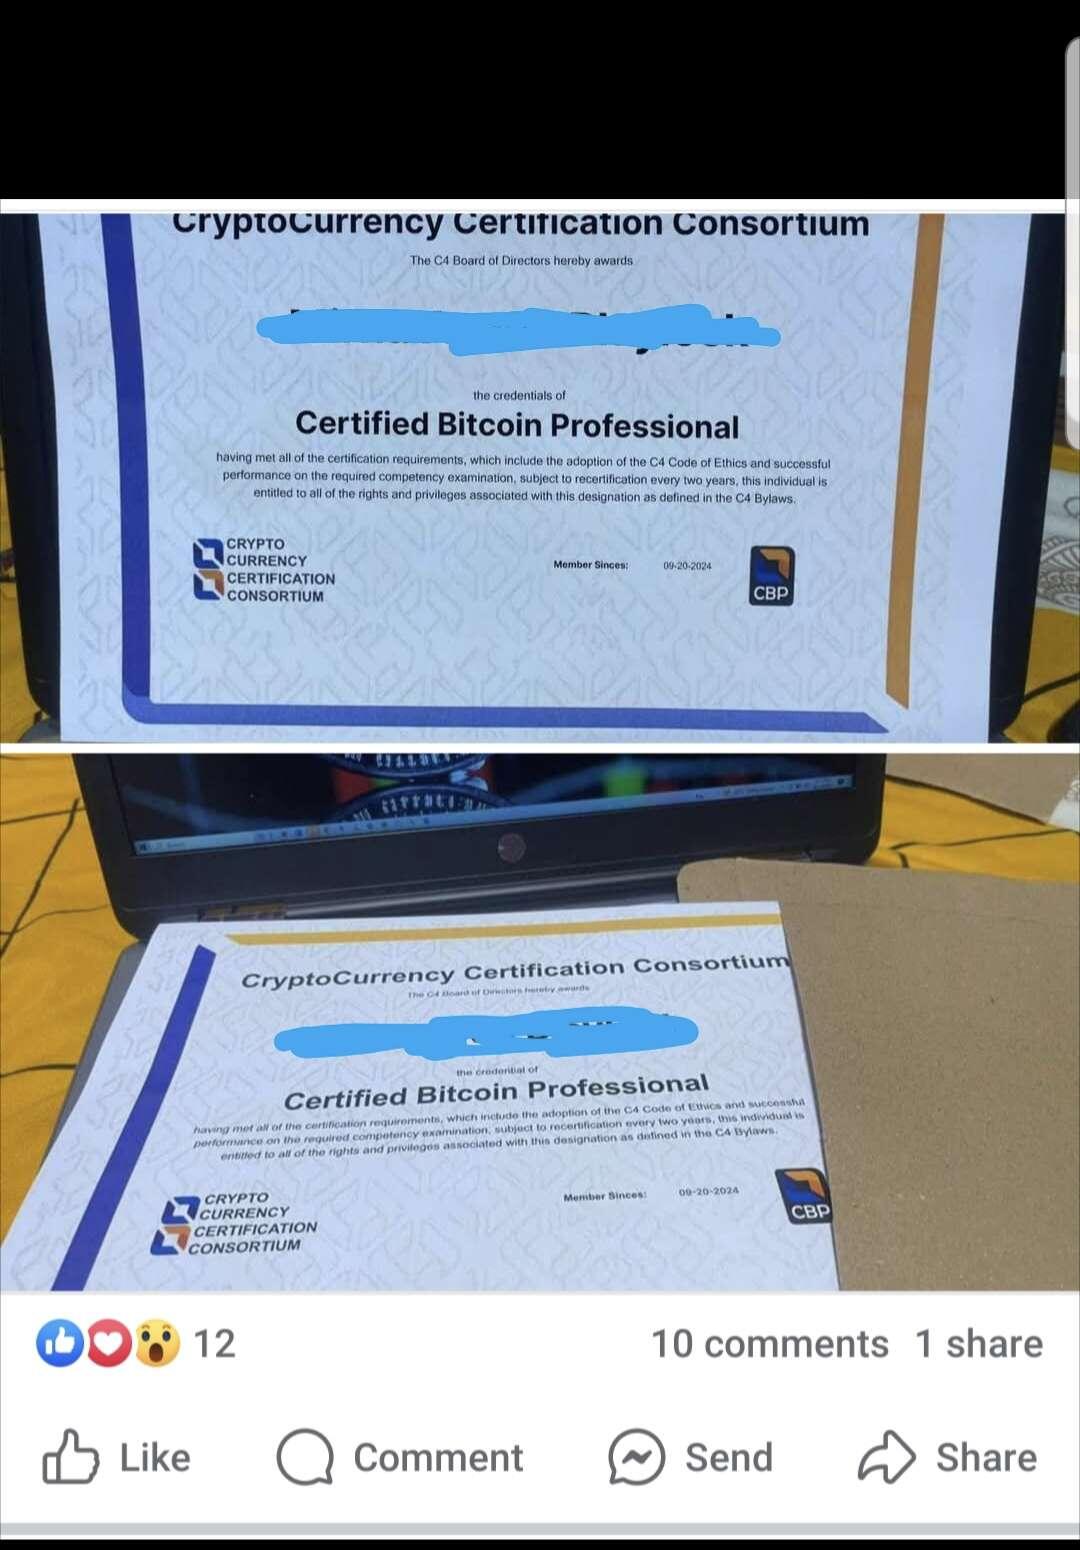 CryptoCurrency Certification Consortium
The C4 Board of Directors hereby awards
the credentials of
Certified Bitcoin Professional
having met all of the certification requirements, which include the adoption of the C4 Code of Ethics and successful
performance on the required competency examination, subject to recertification every two years, this individual is
entitled to all of the rights and privileges associated with this designation as defined in the C4 Bylaws.
CRYPTO
CURRENCY
CERTIFICATION
CONSORTIUM
Member Sinces: 09-20-2024
CBP
CryptoCurrency Certification Consortium
The C4 Board of Directors hereby awards
the credential of
Certified Bitcoin Professional
having met all of the certification requirements, which include the adoption of the C4 Code of Ethics and successful
performance on the required competency examination, subject to recertification every two years, this individual is
entitled to all of the rights and privileges associated with this designation as defined in the C4 Bylaws.
CRYPTO
CURRENCY
CERTIFICATION
CONSORTIUM
Member Sinces: 09-20-2024
CBP
12 10 comments 1 share
Like Comment Send Share